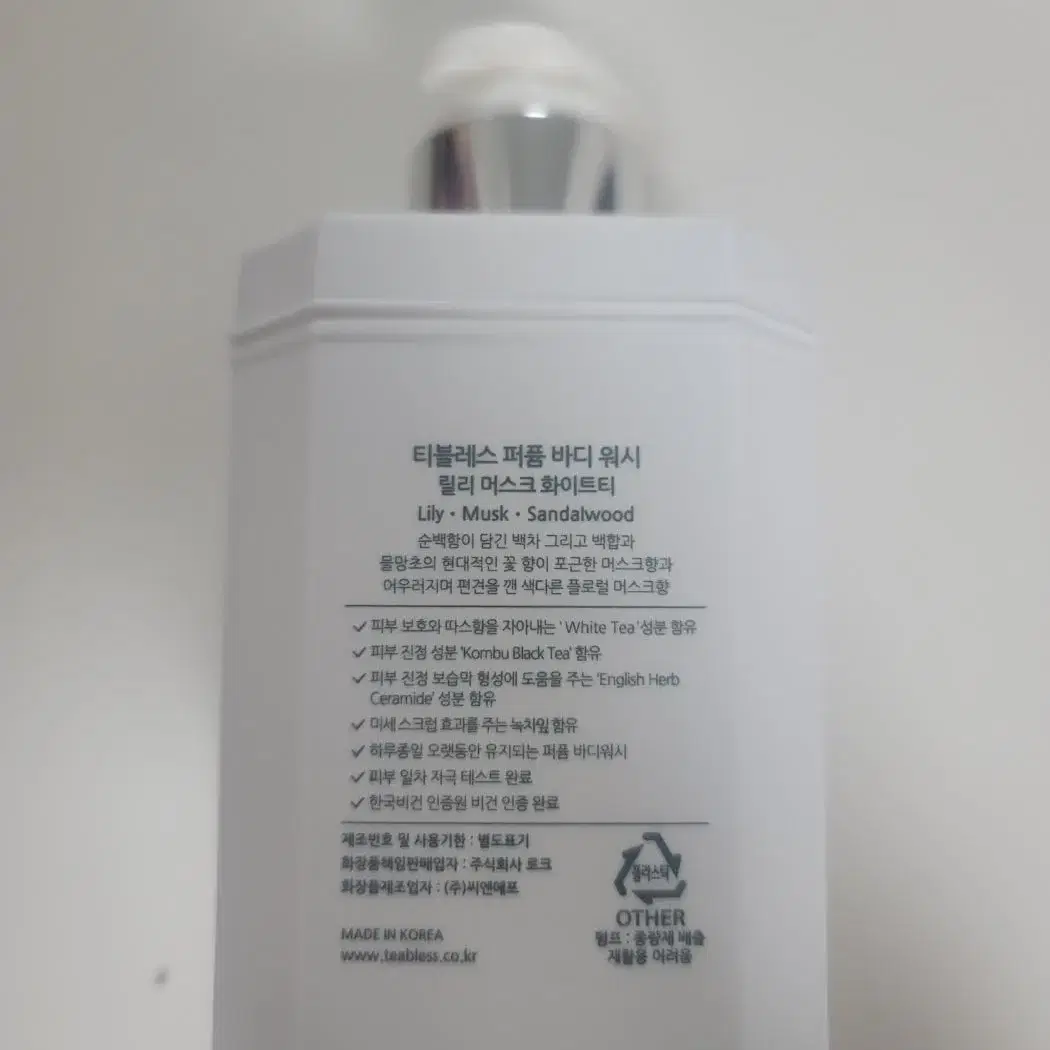 티블레스 퍼퓸 바디 워시
릴리 머스크 화이트티
Lily • Musk • Sandalwood
순백함이 담긴 백차 그리고 백합과
물망초의 현대적인 꽃 향이 포근한 머스크향과
어우러지며 편견을 깬 색다른 플로럴 머스크향
✓ 피부 보호와 따스함을 자아내는 ' White Tea '성분 함유
✓ 피부 진정 성분 'Kombu Black Tea' 함유
✓ 피부 진정 보습막 형성에 도움을 주는 'English Herb
Ceramide' 성분 함유
✓ 미세 스크럽 효과를 주는 녹차잎 함유
✓ 하루종일 오랫동안 유지되는 퍼퓸 바디워시
✓ 피부 일차 자극 테스트 완료
✓ 한국비건 인증원 비건 인증 완료
제조번호 및 사용기한 : 별도표기
화장품책임판매업자 : 주식회사 로크
화장품제조업자 : (주)씨앤에프
MADE IN KOREA
www.teabless.co.kr
플라스틱
OTHER
펌프 : 종량제 배출
재활용 어려움